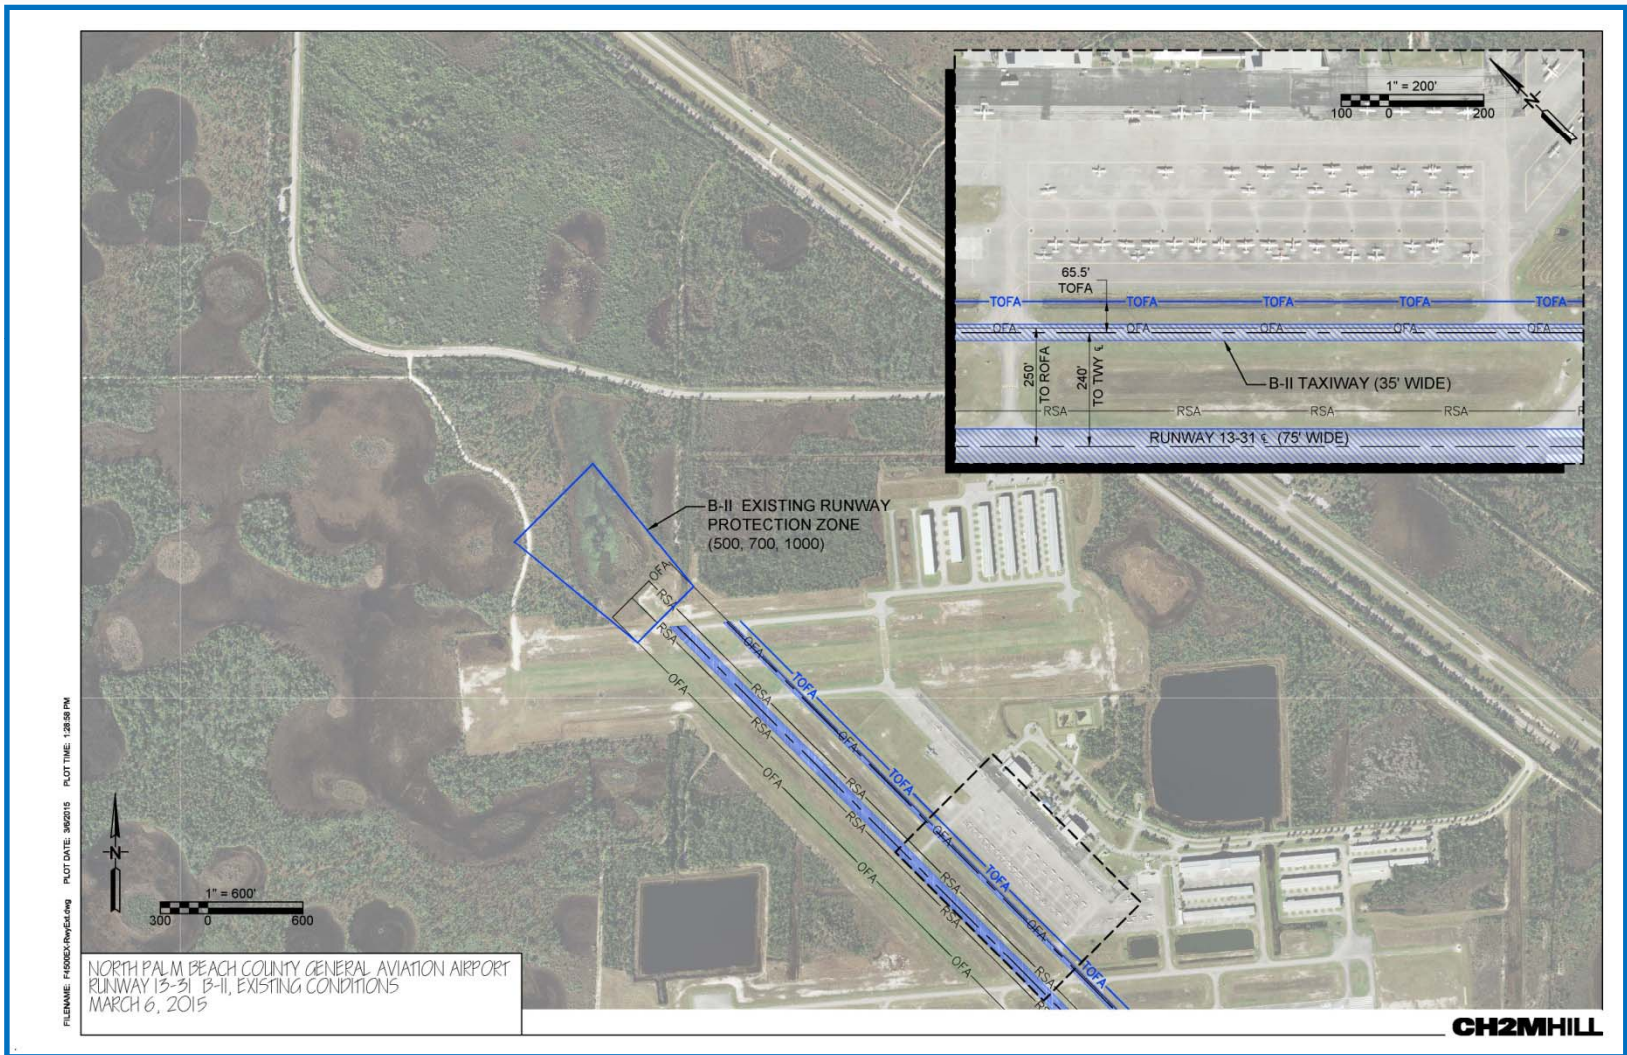 1" = 200'
100 0 200
N
65.5'
TOFA
TOFA TOFA TOFA TOFA TOFA
OFA OFA OFA OFA OFA
250'
TO ROFA
240'
TO TWY ℄
B-II TAXIWAY (35' WIDE)
RSA RSA RSA RSA R
RUNWAY 13-31 ℄ (75' WIDE)
B-II EXISTING RUNWAY
PROTECTION ZONE
(500, 700, 1000)
OFA
RSA
RSA
OFA
TOFA
OFA
RSA
RSA
OFA
TOFA
OFA
RSA
RSA
OFA
OFA
TOFA
RSA
RSA
OFA
OFA
TOFA
RSA
RS
N
1" = 600'
300 0 600
NORTH PALM BEACH COUNTY GENERAL AVIATION AIRPORT
RUNWAY 13-31 B-II, EXISTING CONDITIONS
MARCH 6, 2015
FILENAME: F4500EX-RwyExt.dwg PLOT DATE: 3/6/2015 PLOT TIME: 1:28:58 PM
CH2MHILL